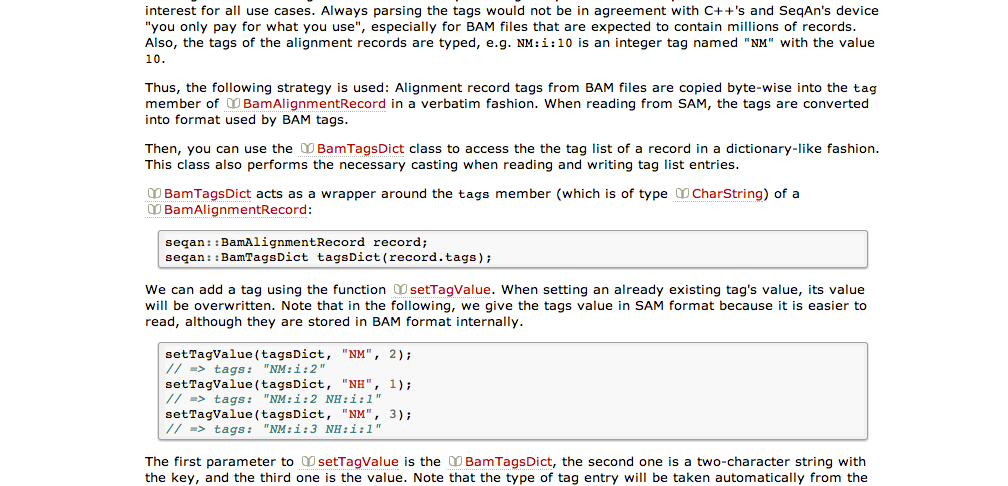 interest for all use cases. Always parsing the tags would not be in agreement with C++'s and SeqAn's device
"you only pay for what you use", especially for BAM files that are expected to contain millions of records.
Also, the tags of the alignment records are typed, e.g. NM:i:10 is an integer tag named "NM" with the value
10.
Thus, the following strategy is used: Alignment record tags from BAM files are copied byte-wise into the tag
member of BamAlignmentRecord in a verbatim fashion. When reading from SAM, the tags are converted
into format used by BAM tags.
Then, you can use the BamTagsDict class to access the the tag list of a record in a dictionary-like fashion.
This class also performs the necessary casting when reading and writing tag list entries.
BamTagsDict acts as a wrapper around the tags member (which is of type CharString) of a
BamAlignmentRecord:
seqan::BamAlignmentRecord record;
seqan::BamTagsDict tagsDict(record.tags);
We can add a tag using the function setTagValue. When setting an already existing tag's value, its value
will be overwritten. Note that in the following, we give the tags value in SAM format because it is easier to
read, although they are stored in BAM format internally.
setTagValue(tagsDict, "NM", 2);
// => tags: "NM:i:2"
setTagValue(tagsDict, "NH", 1);
// => tags: "NM:i:2 NH:i:1"
setTagValue(tagsDict, "NM", 3);
// => tags: "NM:i:3 NH:i:1"
The first parameter to setTagValue is the BamTagsDict, the second one is a two-character string with
the key, and the third one is the value. Note that the type of tag entry will be taken automatically from the